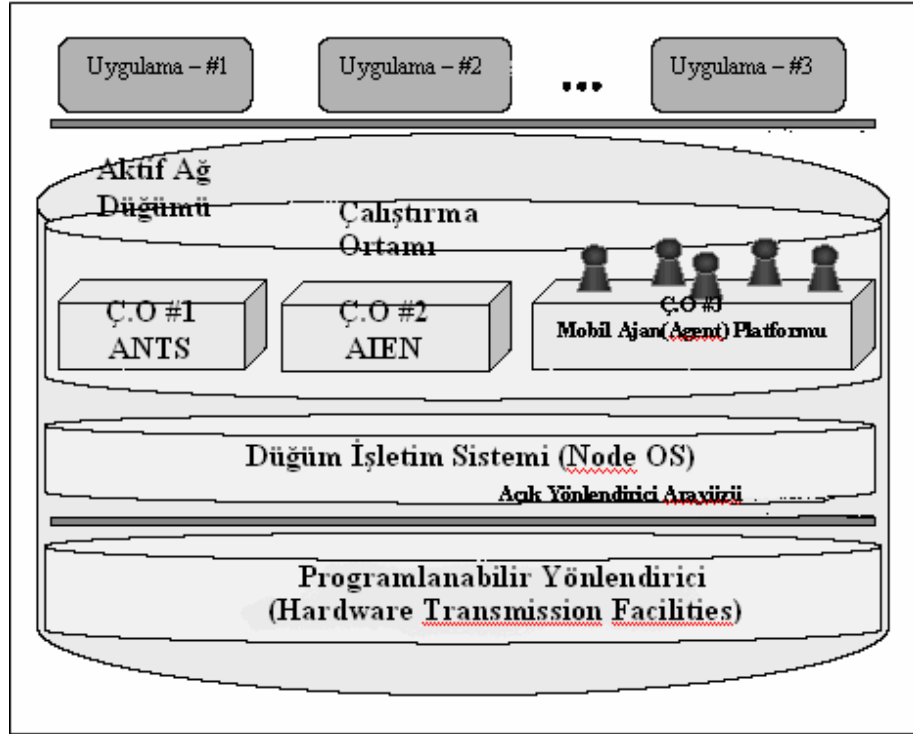 Uygulama – #1
Uygulama – #2
...
Uygulama – #3
Aktif Ağ
Düğümü
Çalıştırma
Ortamı
Ç.O #1
ANTS
Ç.O #2
AIEN
Ç.O #3
Mobil Ajan(Agent) Platformu
Düğüm İşletim Sistemi (Node OS)
Açık Yönlendirici Arayüzü
Programlanabilir Yönlendirici
(Hardware Transmission Facilities)